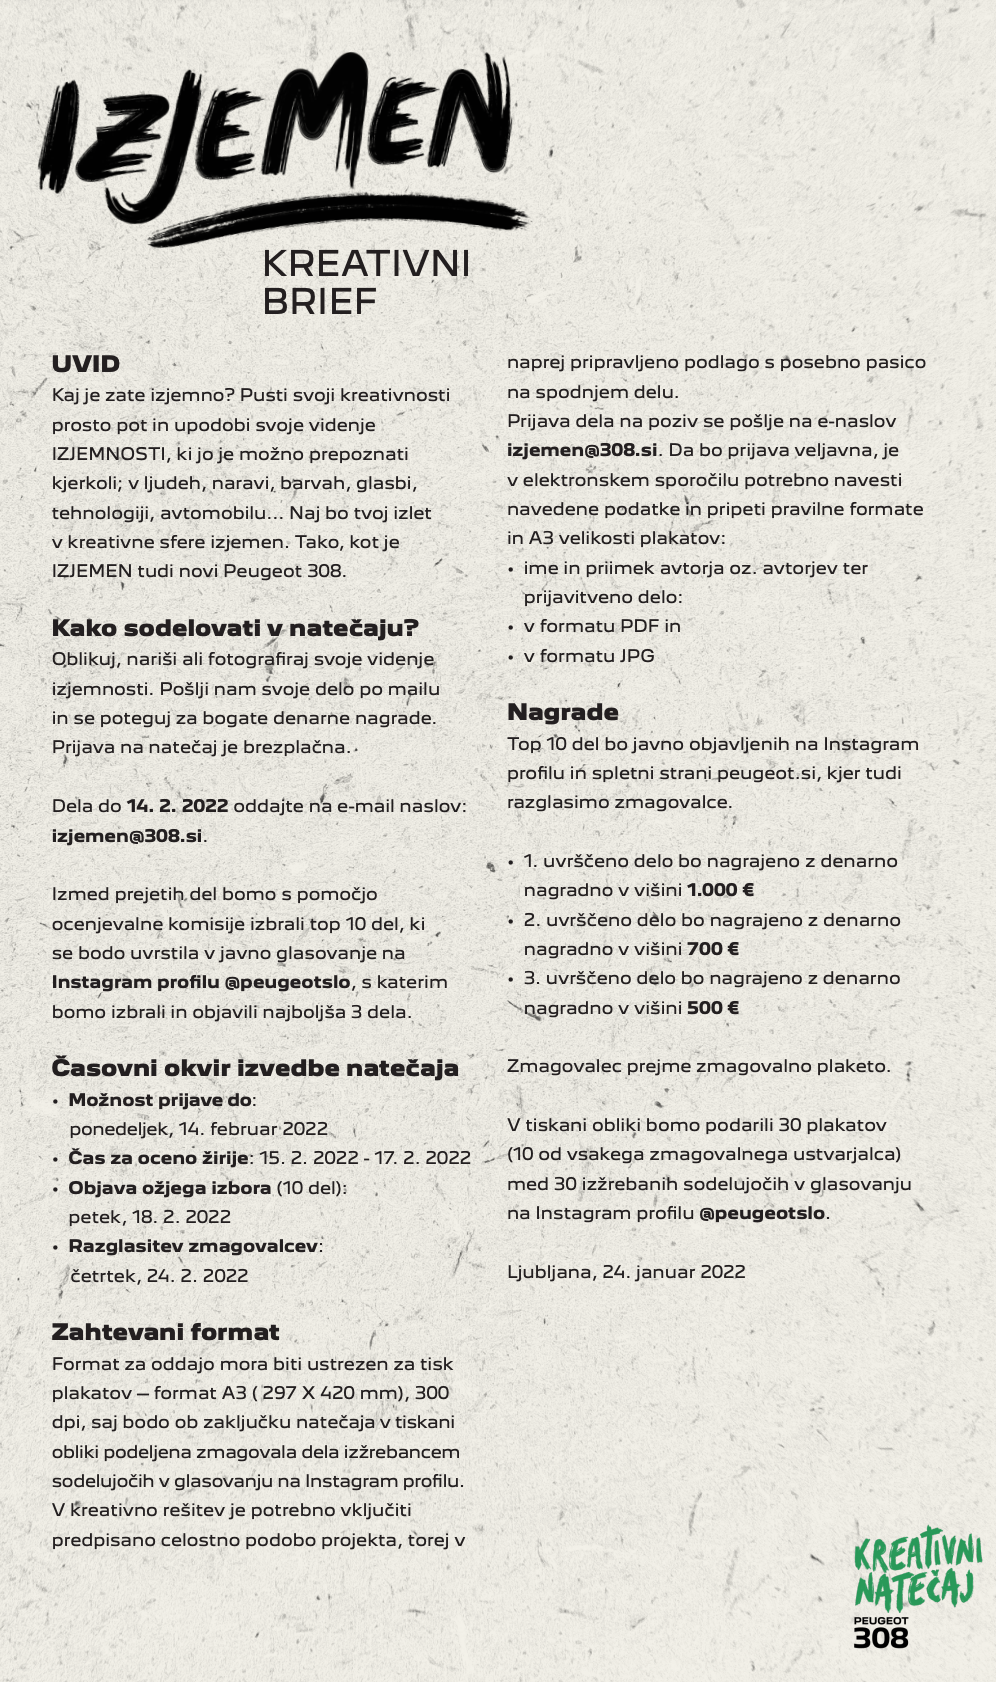 IZJEMEN
KREATIVNI
BRIEF
UVID
Kaj je zate izjemno? Pusti svoji kreativnosti
prosto pot in upodobi svoje videnje
IZJEMNOSTI, ki jo je možno prepoznati
kjerkoli; v ljudeh, naravi, barvah, glasbi,
tehnologiji, avtomobilu... Naj bo tvoj izlet
v kreativne sfere izjemen. Tako, kot je
IZJEMEN tudi novi Peugeot 308.
Kako sodelovati v natečaju?
Oblikuj, nariši ali fotografiraj svoje videnje
izjemnosti. Pošlji nam svoje delo po mailu
in se poteguj za bogate denarne nagrade.
Prijava na natečaj je brezplačna.
Dela do 14. 2. 2022 oddajte na e-mail naslov:
izjemen@308.si.
Izmed prejetih del bomo s pomočjo
ocenjevalne komisije izbrali top 10 del, ki
se bodo uvrstila v javno glasovanje na
Instagram profilu @peugeotslo, s katerim
bomo izbrali in objavili najboljša 3 dela.
Časovni okvir izvedbe natečaja
• Možnost prijave do:
ponedeljek, 14. februar 2022
• Čas za oceno žirije: 15. 2. 2022 - 17. 2. 2022
• Objava ožjega izbora (10 del):
petek, 18. 2. 2022
• Razglasitev zmagovalcev:
četrtek, 24. 2. 2022
Zahtevani format
Format za oddajo mora biti ustrezen za tisk
plakatov – format A3 ( 297 X 420 mm), 300
dpi, saj bodo ob zaključku natečaja v tiskani
obliki podeljena zmagovala dela izžrebancem
sodelujočih v glasovanju na Instagram profilu.
V kreativno rešitev je potrebno vključiti
predpisano celostno podobo projekta, torej v
naprej pripravljeno podlago s posebno pasico
na spodnjem delu.
Prijava dela na poziv se pošlje na e-naslov
izjemen@308.si. Da bo prijava veljavna, je
v elektronskem sporočilu potrebno navesti
navedene podatke in pripeti pravilne formate
in A3 velikosti plakatov:
• ime in priimek avtorja oz. avtorjev ter
prijavitveno delo:
• v formatu PDF in
• v formatu JPG
Nagrade
Top 10 del bo javno objavljenih na Instagram
profilu in spletni strani peugeot.si, kjer tudi
razglasimo zmagovalce.
• 1. uvrščeno delo bo nagrajeno z denarno
nagradno v višini 1.000 €
• 2. uvrščeno delo bo nagrajeno z denarno
nagradno v višini 700 €
• 3. uvrščeno delo bo nagrajeno z denarno
nagradno v višini 500 €
Zmagovalec prejme zmagovalno plaketo.
V tiskani obliki bomo podarili 30 plakatov
(10 od vsakega zmagovalnega ustvarjalca)
med 30 izžrebanih sodelujočih v glasovanju
na Instagram profilu @peugeotslo.
Ljubljana, 24. januar 2022
KREATIVNI
NATEČAJ
PEUGEOT
308